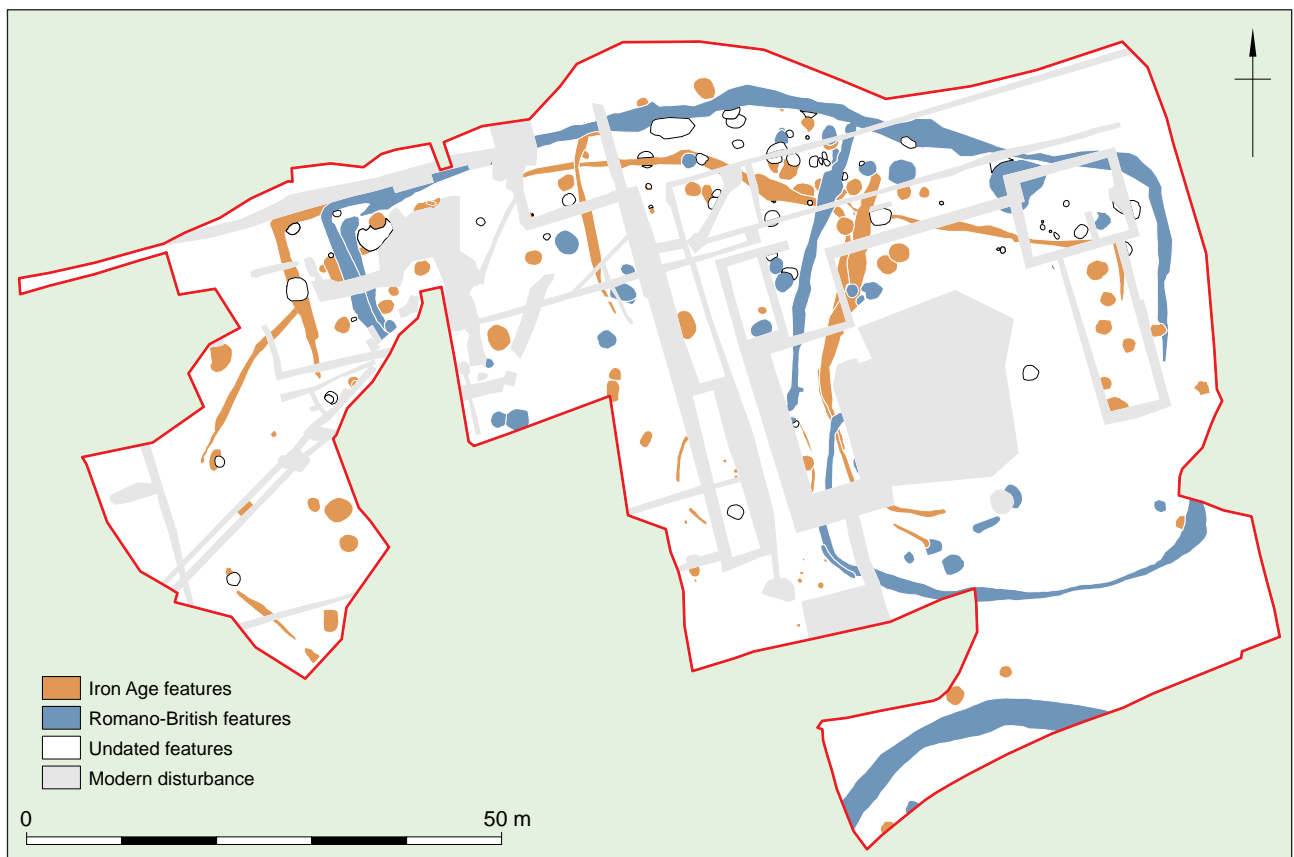 Iron Age features
Romano-British features
Undated features
Modern disturbance
0 50 m